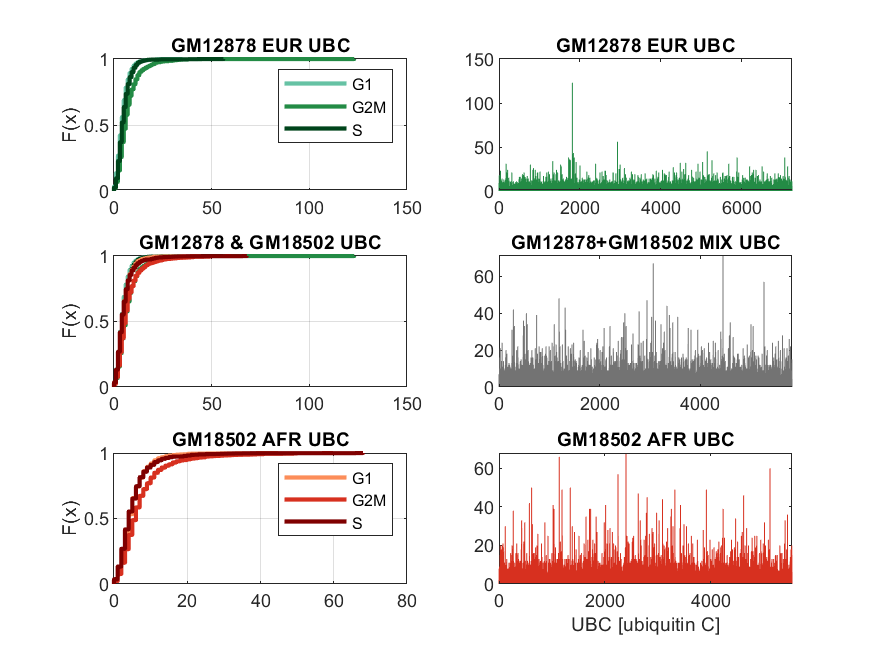 GM12878 EUR UBC
F(x)
1
0.5
0
0
50
100
150
G1
G2M
S
GM12878 EUR UBC
150
100
50
0
0
2000
4000
6000
GM12878 & GM18502 UBC
F(x)
1
0.5
0
0
50
100
150
GM12878+GM18502 MIX UBC
60
40
20
0
0
2000
4000
GM18502 AFR UBC
F(x)
1
0.5
0
0
20
40
60
80
G1
G2M
S
GM18502 AFR UBC
60
40
20
0
0
2000
4000
UBC [ubiquitin C]